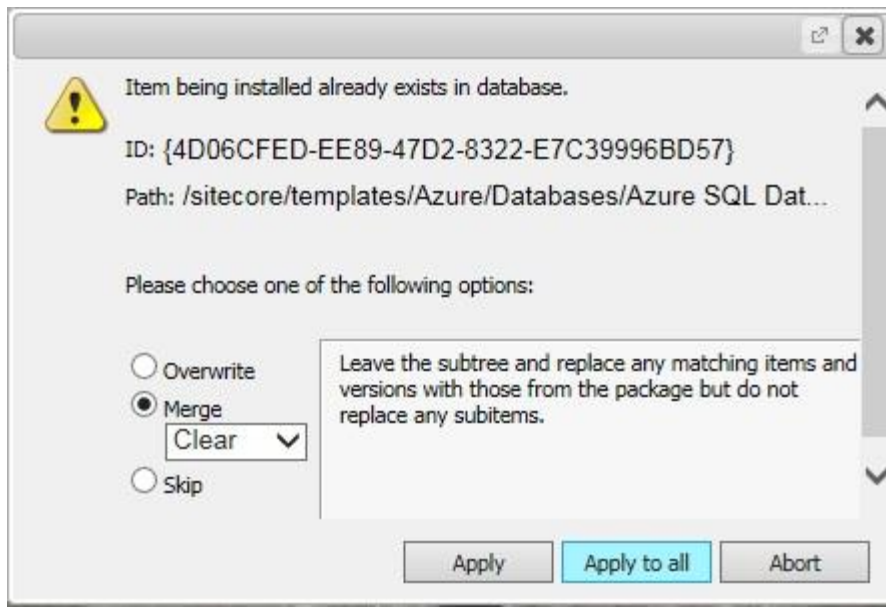 Item being installed already exists in database.
ID: {4D06CFED-EE89-47D2-8322-E7C39996BD57}
Path: /sitecore/templates/Azure/Databases/Azure SQL Dat...
Please choose one of the following options:
Overwrite
Merge
Clear
Skip
Leave the subtree and replace any matching items and
versions with those from the package but do not
replace any subitems.
Apply
Apply to all
Abort